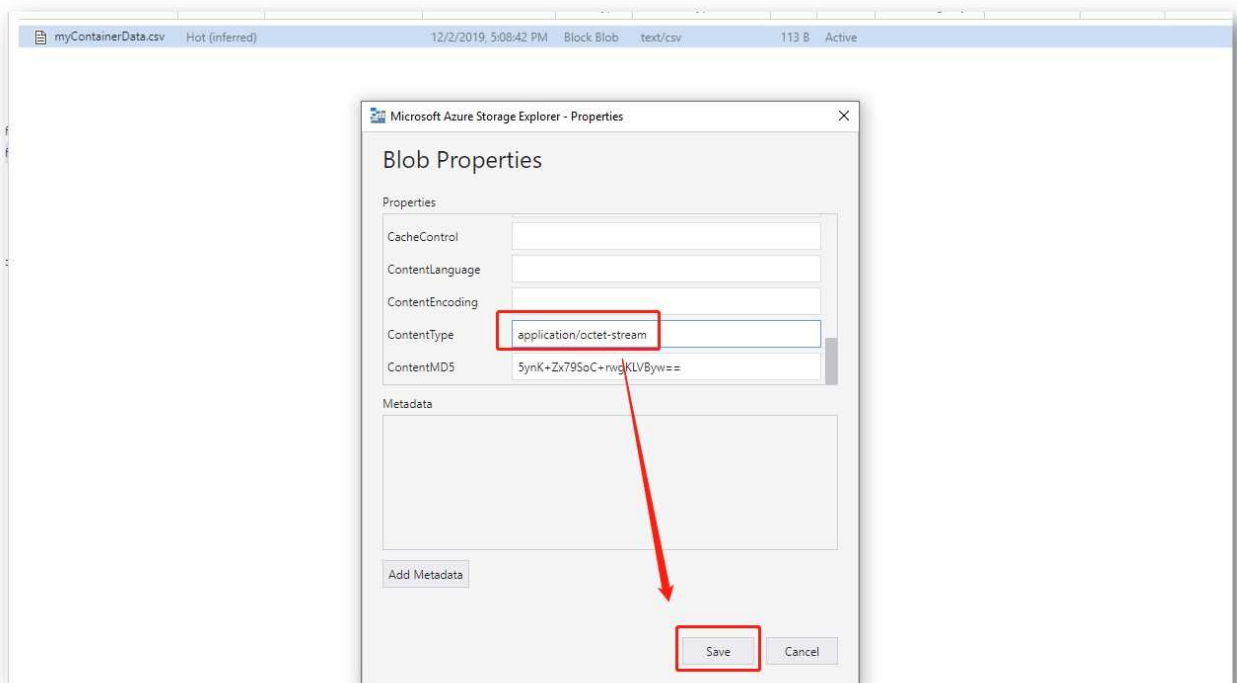 myContainerData.csv Hot (inferred) 12/2/2019, 5:08:42 PM Block Blob text/csv 113 B Active
Microsoft Azure Storage Explorer - Properties
Blob Properties
Properties
CacheControl
ContentLanguage
ContentEncoding
ContentType application/octet-stream
ContentMD5 5ynK+Zx79SoC+rwgKLVByw==
Metadata
Add Metadata
Save Cancel